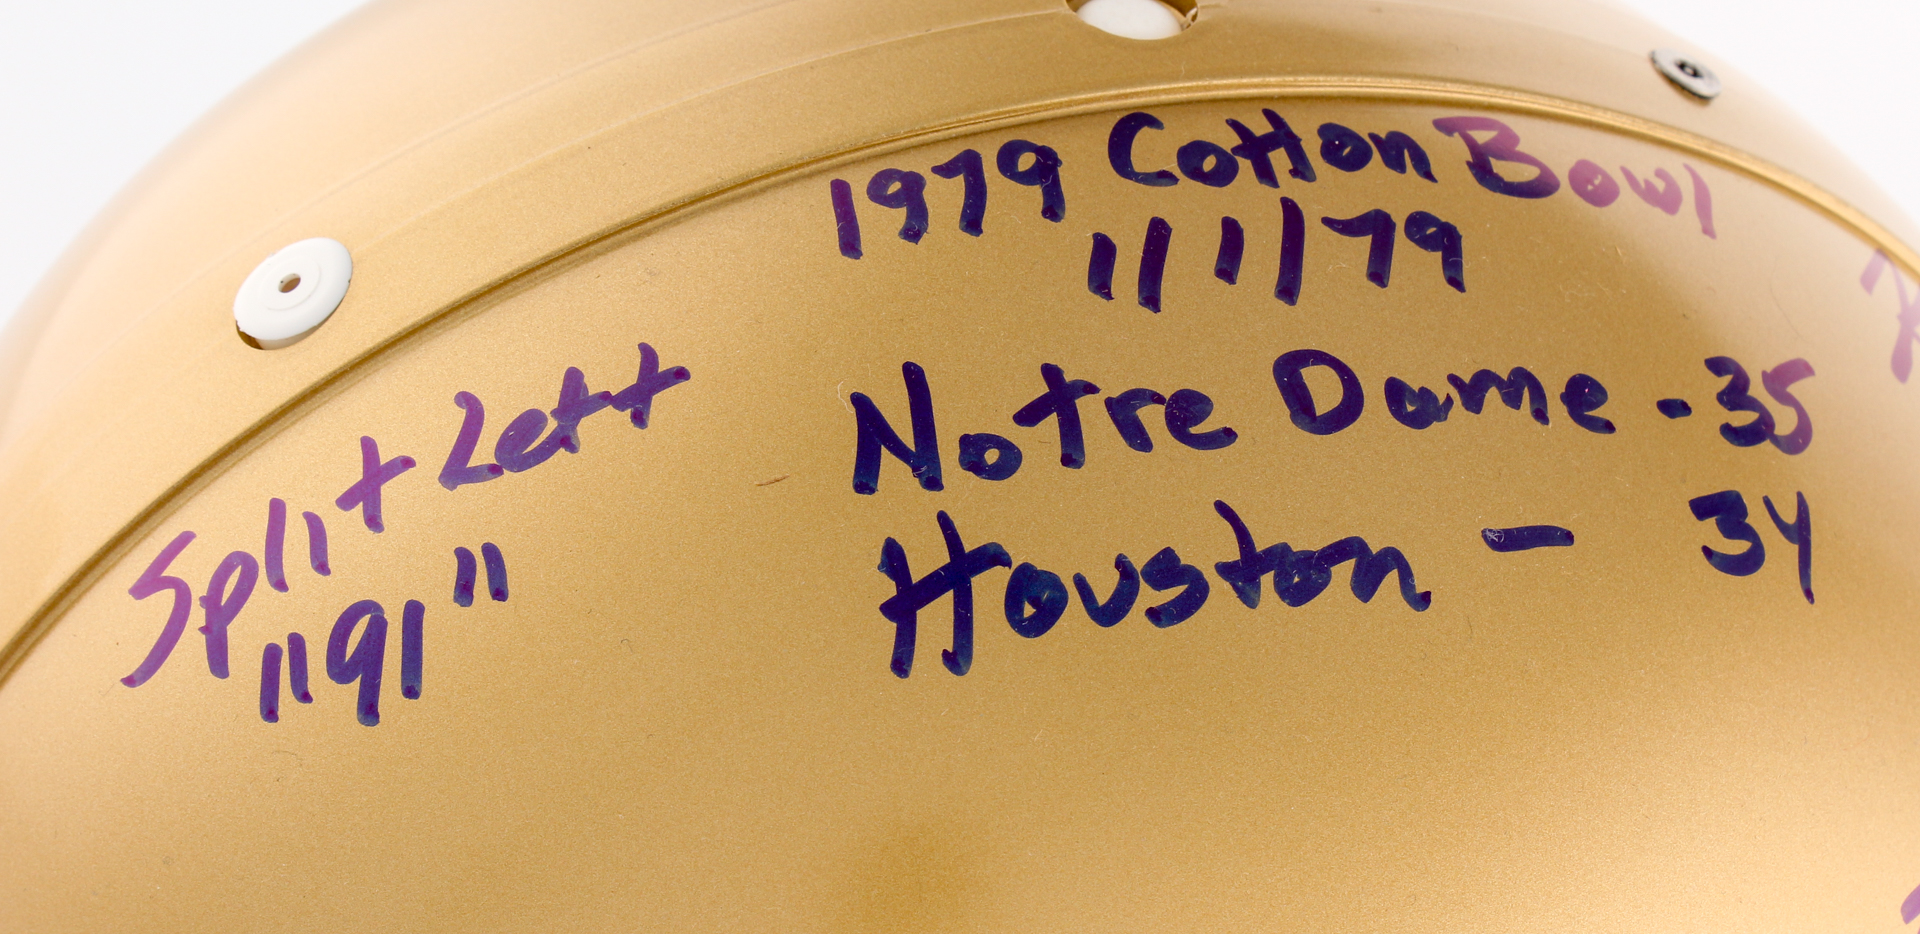 1979 Cotton Bowl
1/1/79
Notre Dame - 35
Houston - 34
Split Left
"91"